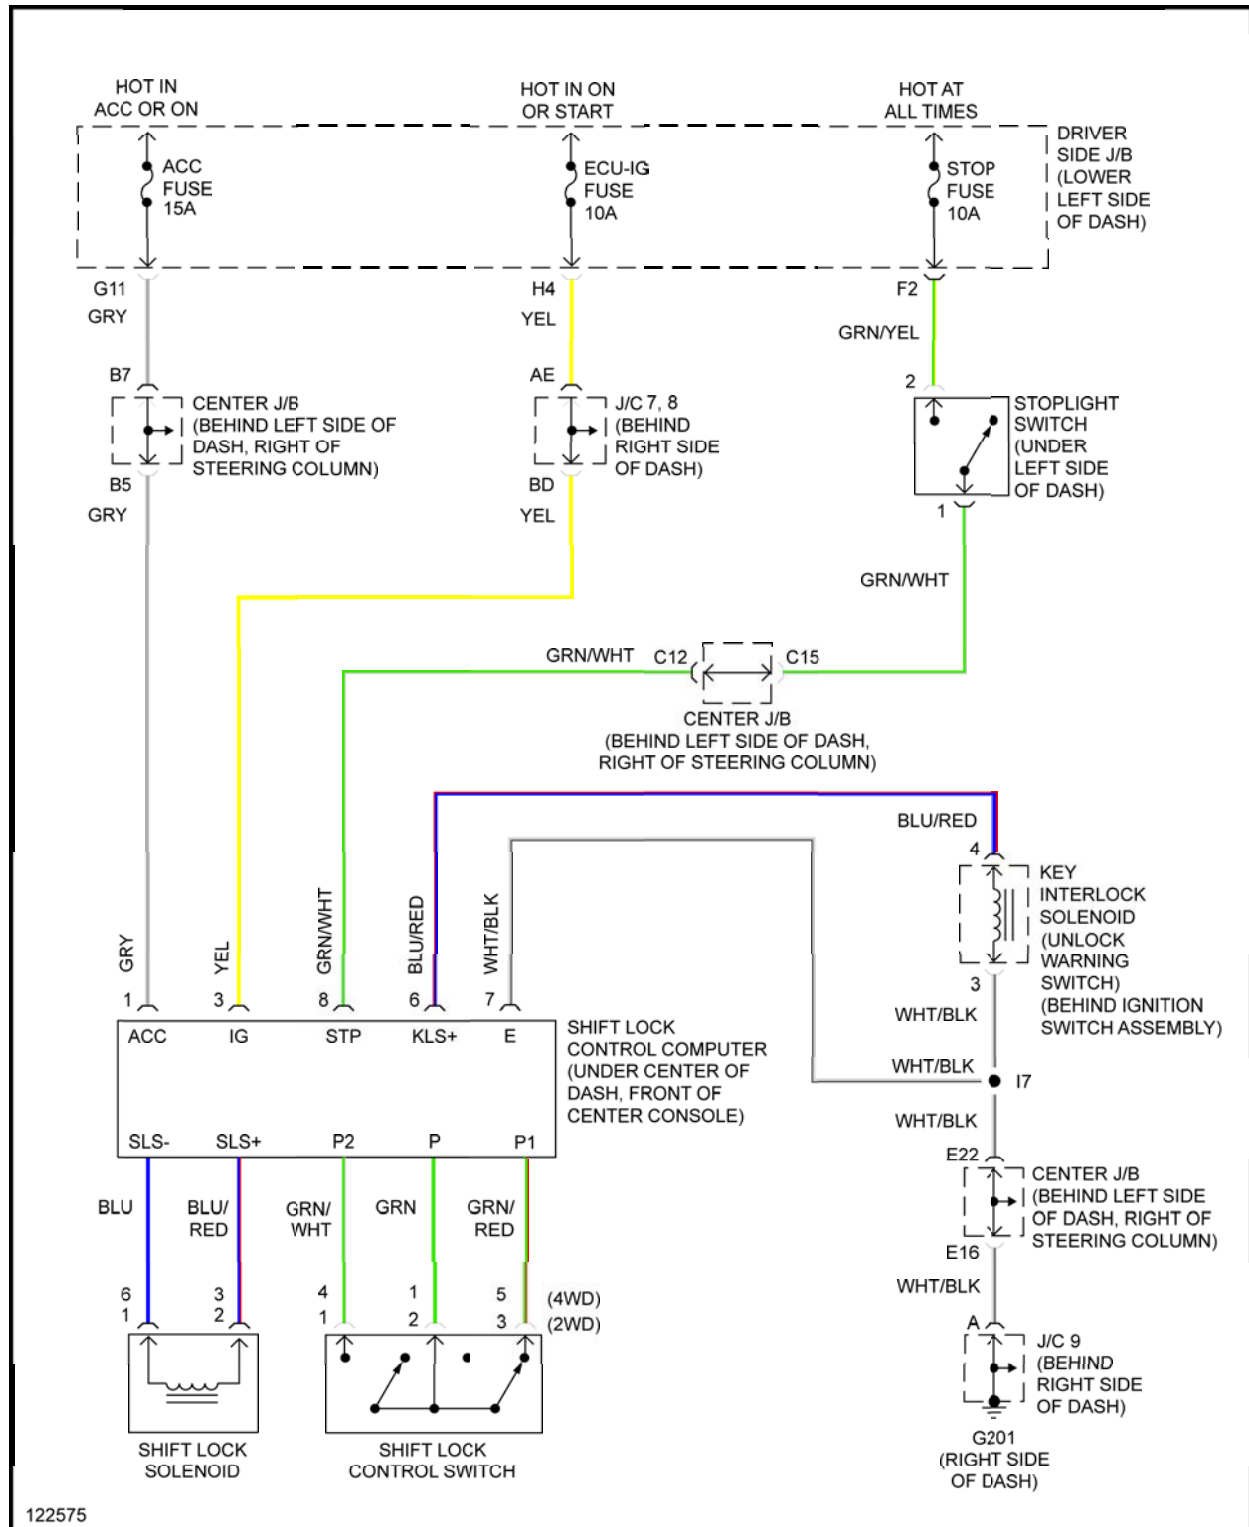 HOT IN
ACC OR ON
HOT IN ON
OR START
HOT AT
ALL TIMES
ACC
FUSE
15A
ECU-IG
FUSE
10A
STOP
FUSE
10A
DRIVER
SIDE J/B
(LOWER
LEFT SIDE
OF DASH)
G11
GRY
H4
YEL
F2
GRN/YEL
B7
CENTER J/B
(BEHIND LEFT SIDE OF
DASH, RIGHT OF
STEERING COLUMN)
B5
GRY
AE
J/C 7, 8
(BEHIND
RIGHT SIDE
OF DASH)
BD
YEL
2
STOPLIGHT
SWITCH
(UNDER
LEFT SIDE
OF DASH)
1
GRN/WHT
GRN/WHT
C12
C15
CENTER J/B
(BEHIND LEFT SIDE OF DASH,
RIGHT OF STEERING COLUMN)
BLU/RED
4
KEY
INTERLOCK
SOLENOID
(UNLOCK
WARNING
SWITCH)
(BEHIND IGNITION
SWITCH ASSEMBLY)
3
WHT/BLK
WHT/BLK
I7
WHT/BLK
GRY
YEL
GRN/WHT
BLU/RED
WHT/BLK
1
3
8
6
7
ACC
IG
STP
KLS+
E
SHIFT LOCK
CONTROL COMPUTER
(UNDER CENTER OF
DASH, FRONT OF
CENTER CONSOLE)
SLS-
SLS+
P2
P
P1
E22
CENTER J/B
(BEHIND LEFT SIDE
OF DASH, RIGHT OF
STEERING COLUMN)
E16
WHT/BLK
BLU
BLU/
RED
GRN/
WHT
GRN
GRN/
RED
6
3
4
1
5
(4WD)
1
2
1
2
3
(2WD)
A
J/C 9
(BEHIND
RIGHT SIDE
OF DASH)
G201
(RIGHT SIDE
OF DASH)
SHIFT LOCK
SOLENOID
SHIFT LOCK
CONTROL SWITCH
122575